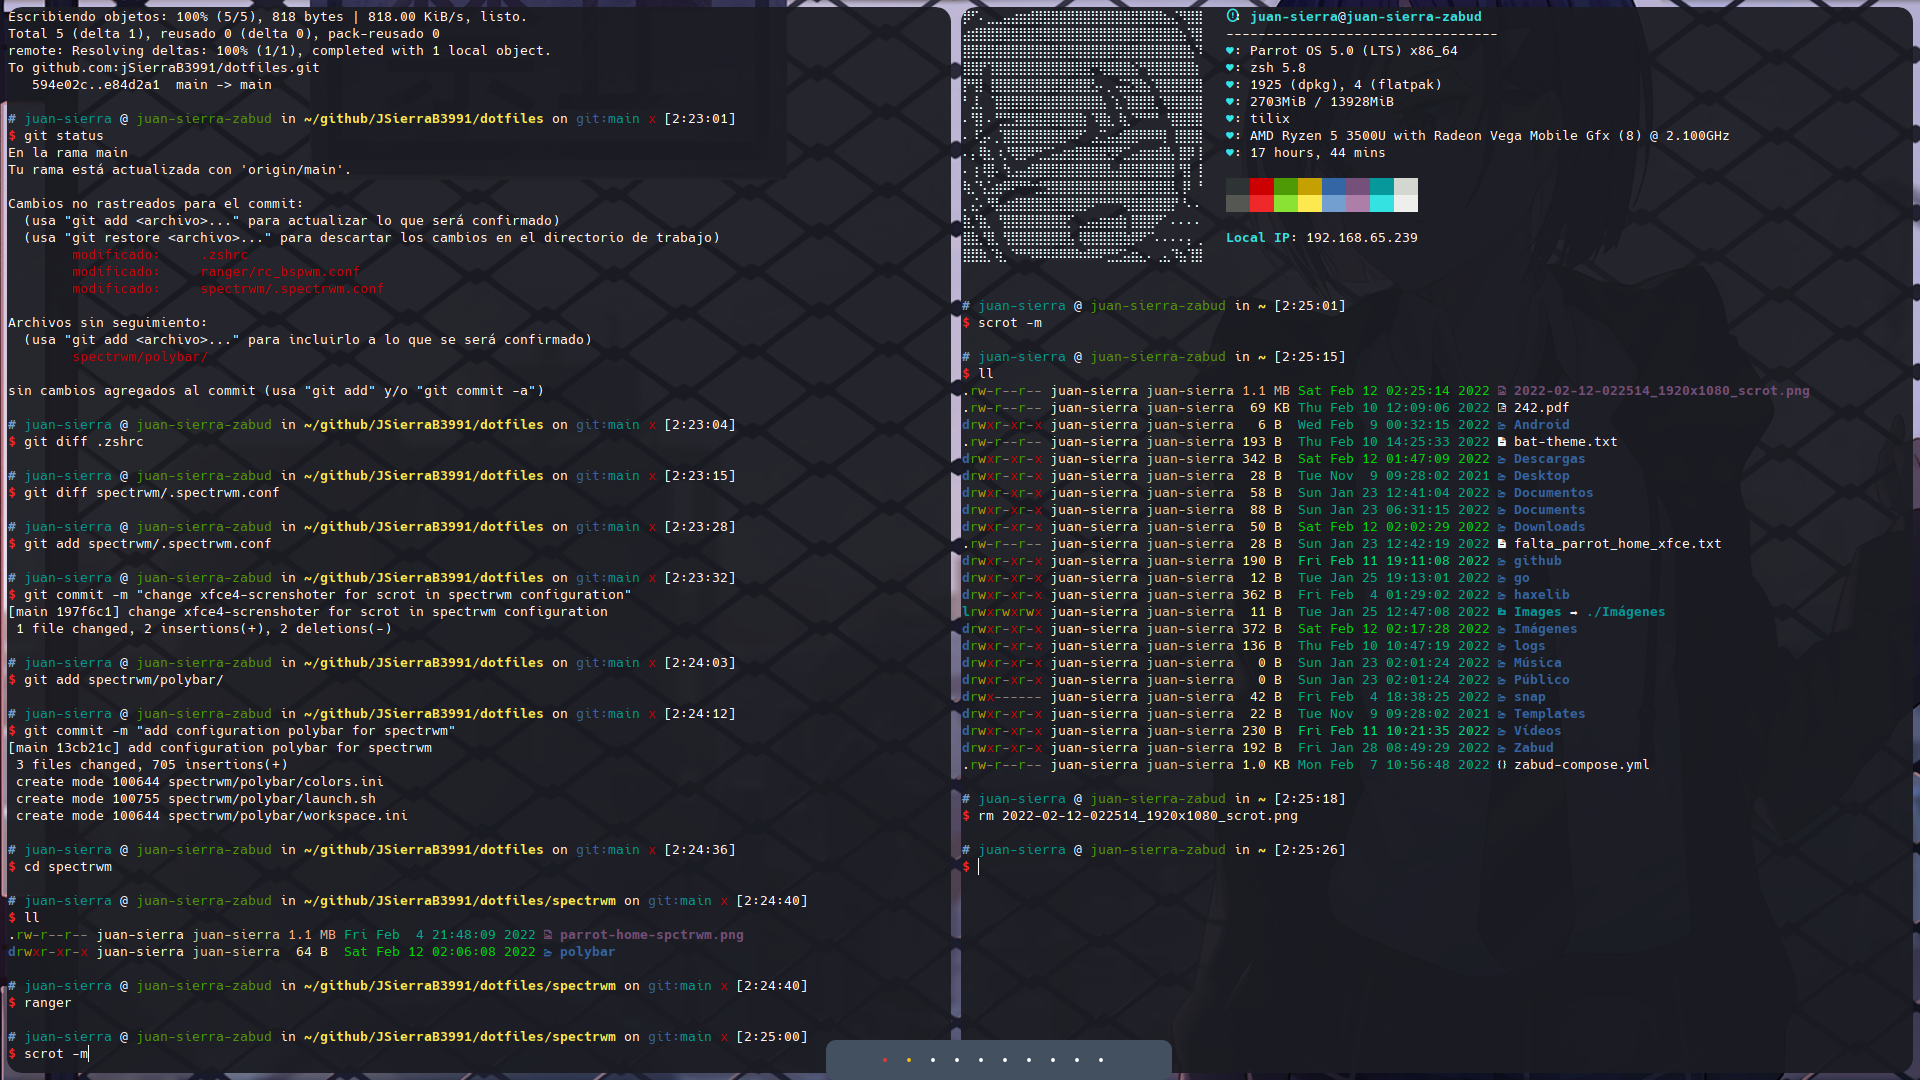 Escribiendo objetos: 100% (5/5), 818 bytes | 818.00 KiB/s, listo.
Total 5 (delta 1), reusado 0 (delta 0), pack-reusado 0
remote: Resolving deltas: 100% (1/1), completed with 1 local object.
To github.com:jSierraB3991/dotfiles.git
   594e02c..e84d2a1  main -> main

# juan-sierra @ juan-sierra-zabud in ~/github/JSierraB3991/dotfiles on git:main x [2:23:01]
$ git status
En la rama main
Tu rama está actualizada con 'origin/main'.

Cambios no rastreados para el commit:
  (usa "git add <archivo>..." para actualizar lo que será confirmado)
  (usa "git restore <archivo>..." para descartar los cambios en el directorio de trabajo)
        modificado:     .zshrc
        modificado:     ranger/rc_bspwm.conf
        modificado:     spectrwm/.spectrwm.conf

Archivos sin seguimiento:
  (usa "git add <archivo>..." para incluirlo a lo que se será confirmado)
        spectrwm/polybar/

sin cambios agregados al commit (usa "git add" y/o "git commit -a")

# juan-sierra @ juan-sierra-zabud in ~/github/JSierraB3991/dotfiles on git:main x [2:23:04]
$ git diff .zshrc

# juan-sierra @ juan-sierra-zabud in ~/github/JSierraB3991/dotfiles on git:main x [2:23:15]
$ git diff spectrwm/.spectrwm.conf

# juan-sierra @ juan-sierra-zabud in ~/github/JSierraB3991/dotfiles on git:main x [2:23:28]
$ git add spectrwm/.spectrwm.conf

# juan-sierra @ juan-sierra-zabud in ~/github/JSierraB3991/dotfiles on git:main x [2:23:32]
$ git commit -m "change xfce4-screnshoter for scrot in spectrwm configuration"
[main 197f6c1] change xfce4-screnshoter for scrot in spectrwm configuration
 1 file changed, 2 insertions(+), 2 deletions(-)

# juan-sierra @ juan-sierra-zabud in ~/github/JSierraB3991/dotfiles on git:main x [2:24:03]
$ git add spectrwm/polybar/

# juan-sierra @ juan-sierra-zabud in ~/github/JSierraB3991/dotfiles on git:main x [2:24:12]
$ git commit -m "add configuration polybar for spectrwm"
[main 13cb21c] add configuration polybar for spectrwm
 3 files changed, 705 insertions(+)
 create mode 100644 spectrwm/polybar/colors.ini
 create mode 100755 spectrwm/polybar/launch.sh
 create mode 100644 spectrwm/polybar/workspace.ini

# juan-sierra @ juan-sierra-zabud in ~/github/JSierraB3991/dotfiles on git:main x [2:24:36]
$ cd spectrwm

# juan-sierra @ juan-sierra-zabud in ~/github/JSierraB3991/dotfiles/spectrwm on git:main x [2:24:40]
$ ll
.rw-r--r-- juan-sierra juan-sierra 1.1 MB Fri Feb  4 21:48:09 2022 parrot-home-spctrwm.png
drwxr-xr-x juan-sierra juan-sierra  64 B  Sat Feb 12 02:06:08 2022 polybar

# juan-sierra @ juan-sierra-zabud in ~/github/JSierraB3991/dotfiles/spectrwm on git:main x [2:24:40]
$ ranger

# juan-sierra @ juan-sierra-zabud in ~/github/JSierraB3991/dotfiles/spectrwm on git:main x [2:25:00]
$ scrot -m

juan-sierra@juan-sierra-zabud
----------------------------------
♥: Parrot OS 5.0 (LTS) x86_64
♥: zsh 5.8
♥: 1925 (dpkg), 4 (flatpak)
♥: 2703MiB / 13928MiB
♥: tilix
♥: AMD Ryzen 5 3500U with Radeon Vega Mobile Gfx (8) @ 2.100GHz
♥: 17 hours, 44 mins
Local IP: 192.168.65.239

# juan-sierra @ juan-sierra-zabud in ~ [2:25:01]
$ scrot -m

# juan-sierra @ juan-sierra-zabud in ~ [2:25:15]
$ ll
.rw-r--r-- juan-sierra juan-sierra 1.1 MB Sat Feb 12 02:25:14 2022 2022-02-12-022514_1920x1080_scrot.png
.rw-r--r-- juan-sierra juan-sierra  69 KB Thu Feb 10 12:09:06 2022 242.pdf
drwxr-xr-x juan-sierra juan-sierra   6 B  Wed Feb  9 00:32:15 2022 Android
.rw-r--r-- juan-sierra juan-sierra 193 B  Thu Feb 10 14:25:33 2022 bat-theme.txt
drwxr-xr-x juan-sierra juan-sierra 342 B  Sat Feb 12 01:47:09 2022 Descargas
drwxr-xr-x juan-sierra juan-sierra  28 B  Tue Nov  9 09:28:02 2021 Desktop
drwxr-xr-x juan-sierra juan-sierra  58 B  Sun Jan 23 12:41:04 2022 Documentos
drwxr-xr-x juan-sierra juan-sierra  88 B  Sun Jan 23 06:31:15 2022 Documents
drwxr-xr-x juan-sierra juan-sierra  50 B  Sat Feb 12 02:02:29 2022 Downloads
.rw-r--r-- juan-sierra juan-sierra  28 B  Sun Jan 23 12:42:19 2022 falta_parrot_home_xfce.txt
drwxr-xr-x juan-sierra juan-sierra 190 B  Fri Feb 11 19:11:08 2022 github
drwxr-xr-x juan-sierra juan-sierra  12 B  Tue Jan 25 19:13:01 2022 go
drwxr-xr-x juan-sierra juan-sierra 362 B  Fri Feb  4 01:29:02 2022 haxelib
lrwxrwxrwx juan-sierra juan-sierra  11 B  Tue Jan 25 12:47:08 2022 Images → ./Imágenes
drwxr-xr-x juan-sierra juan-sierra 372 B  Sat Feb 12 02:17:28 2022 Imágenes
drwxr-xr-x juan-sierra juan-sierra 136 B  Thu Feb 10 10:47:19 2022 logs
drwxr-xr-x juan-sierra juan-sierra   0 B  Sun Jan 23 02:01:24 2022 Música
drwxr-xr-x juan-sierra juan-sierra   0 B  Sun Jan 23 02:01:24 2022 Público
drwx------ juan-sierra juan-sierra  42 B  Fri Feb  4 18:38:25 2022 snap
drwxr-xr-x juan-sierra juan-sierra  22 B  Tue Nov  9 09:28:02 2021 Templates
drwxr-xr-x juan-sierra juan-sierra 230 B  Fri Feb 11 10:21:35 2022 Vídeos
drwxr-xr-x juan-sierra juan-sierra 192 B  Fri Jan 28 08:49:29 2022 Zabud
.rw-r--r-- juan-sierra juan-sierra 1.0 KB Mon Feb  7 10:56:48 2022 zabud-compose.yml

# juan-sierra @ juan-sierra-zabud in ~ [2:25:18]
$ rm 2022-02-12-022514_1920x1080_scrot.png

# juan-sierra @ juan-sierra-zabud in ~ [2:25:26]
$